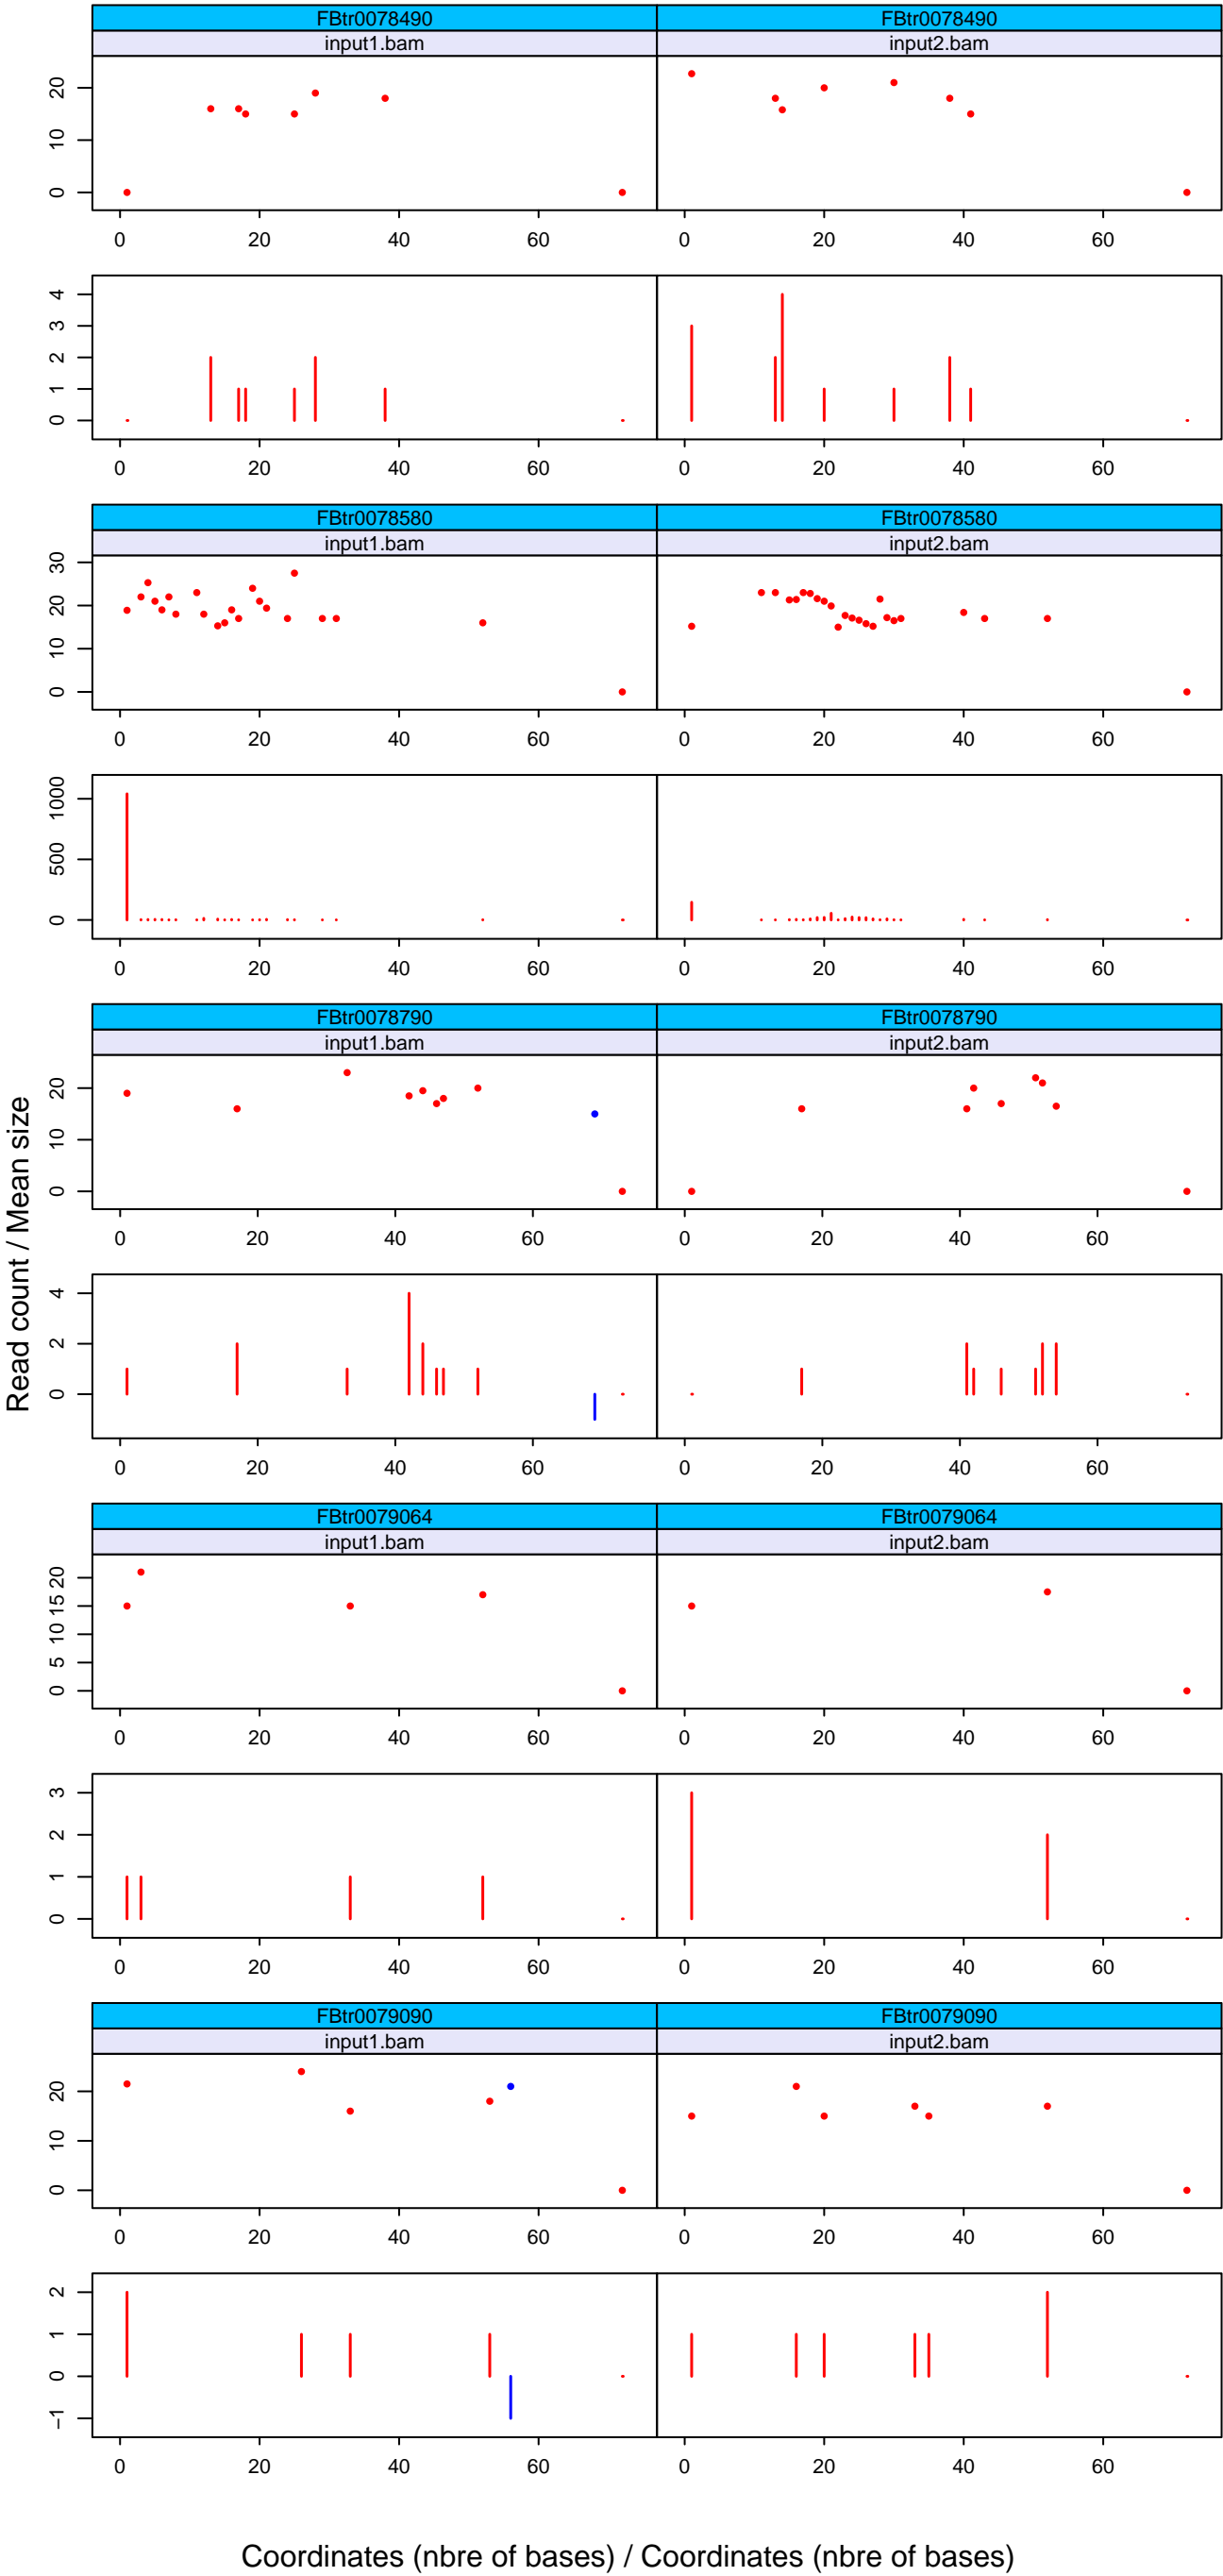 FBtr0078490 FBtr0078490
input1.bam input2.bam
20
10
0
0 20 40 60 0 20 40 60
4
3
2
1
0
0 20 40 60 0 20 40 60
FBtr0078580 FBtr0078580
input1.bam input2.bam
30
20
10
0
0 20 40 60 0 20 40 60
1000
500
0
0 20 40 60 0 20 40 60
FBtr0078790 FBtr0078790
input1.bam input2.bam
20
10
0
0 20 40 60 0 20 40 60
Read count / Mean size
4
2
0
0 20 40 60 0 20 40 60
FBtr0079064 FBtr0079064
input1.bam input2.bam
20
15
10
5
0
0 20 40 60 0 20 40 60
3
2
1
0
0 20 40 60 0 20 40 60
FBtr0079090 FBtr0079090
input1.bam input2.bam
20
10
0
0 20 40 60 0 20 40 60
2
1
0
−1
0 20 40 60 0 20 40 60
Coordinates (nbre of bases) / Coordinates (nbre of bases)